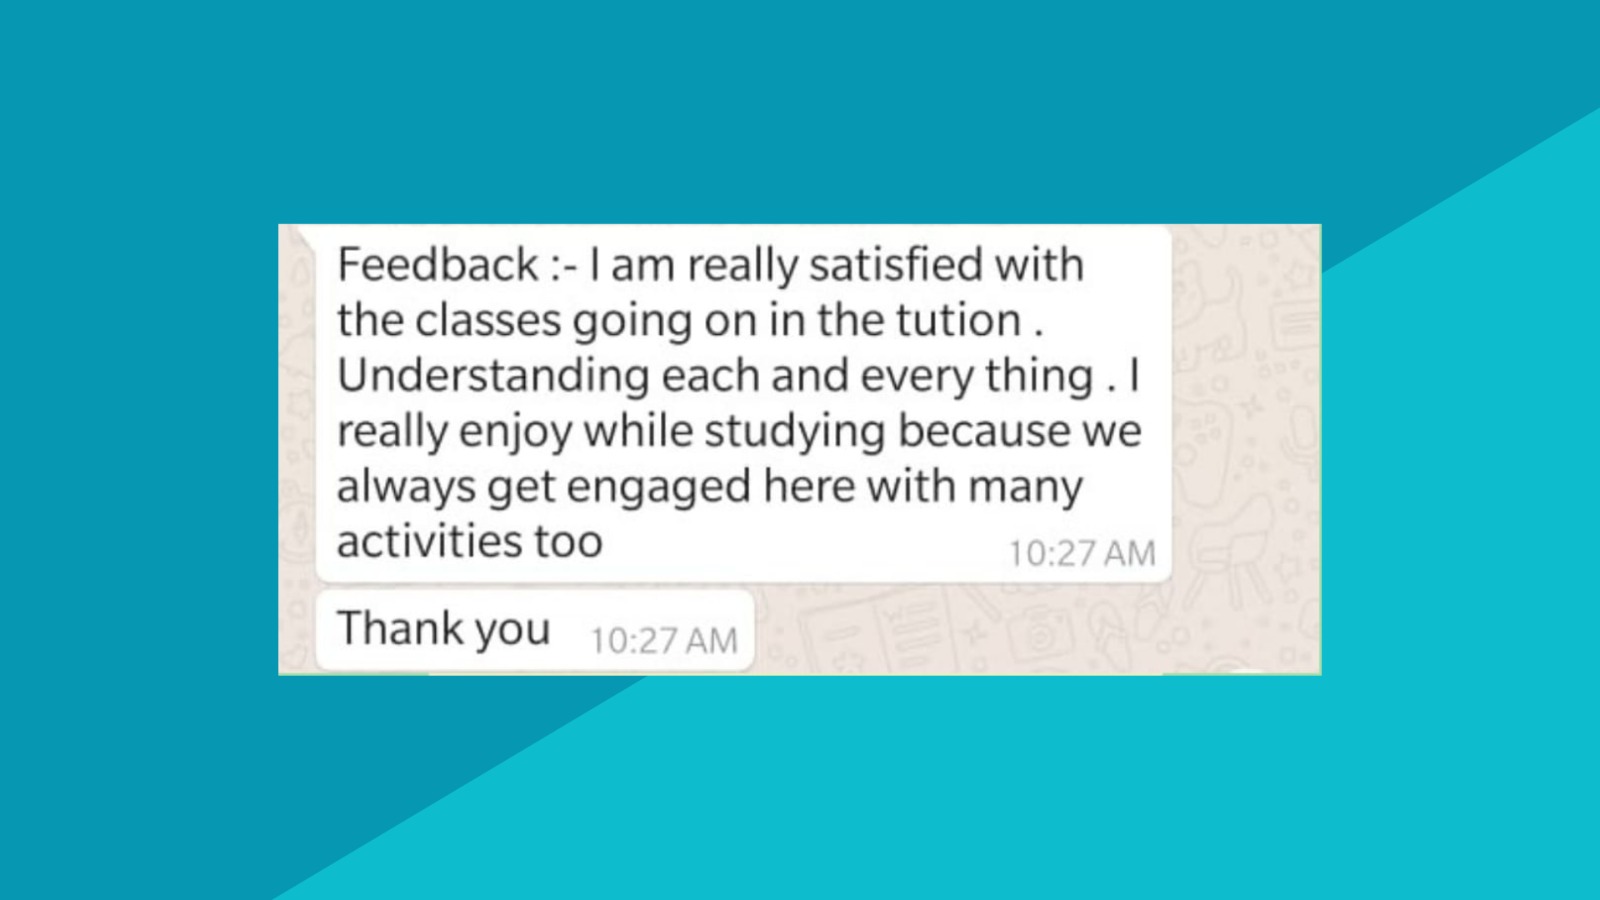 Feedback :- I am really satisfied with
the classes going on in the tution .
Understanding each and every thing . I
really enjoy while studying because we
always get engaged here with many
activities too
10:27 AM
Thank you 10:27 AM